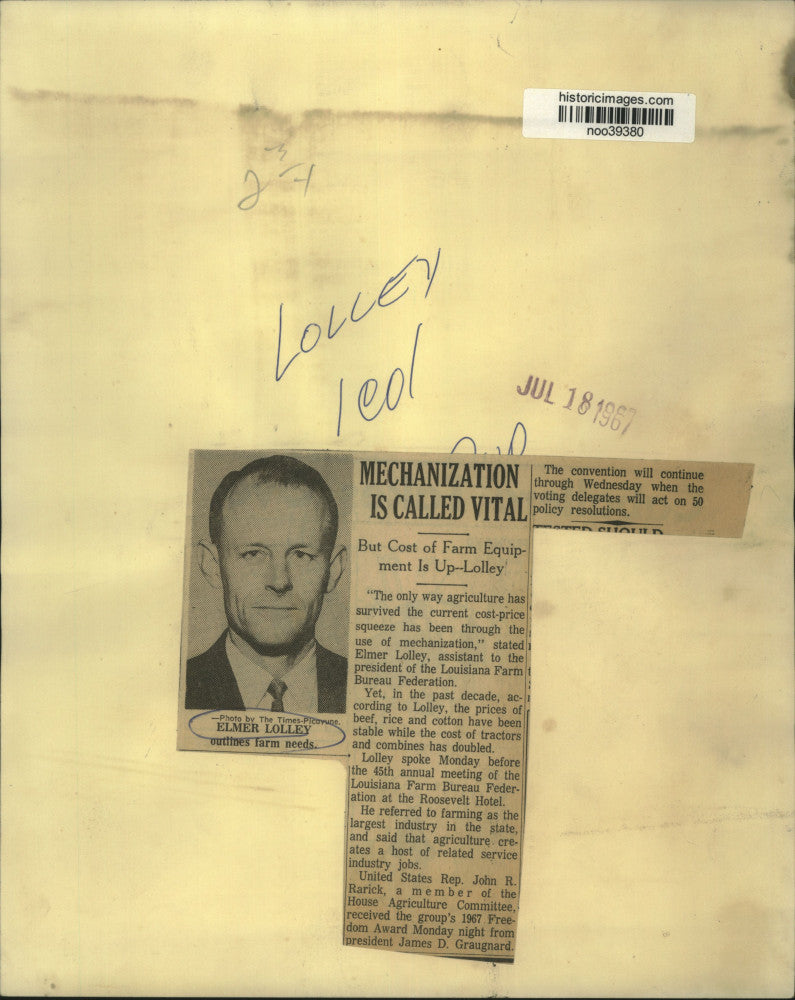 historicimages.com
noo39380
LOLLEY
1 col
JUL 18 1967
MECHANIZATION
IS CALLED VITAL
But Cost of Farm Equip-
ment Is Up--Lolley
"The only way agriculture has
survived the current cost-price
squeeze has been through the
use of mechanization," stated
Elmer Lolley, assistant to the
president of the Louisiana Farm
Bureau Federation.
Yet, in the past decade, ac-
cording to Lolley, the prices of
beef, rice and cotton have been
stable while the cost of tractors
and combines has doubled.
Lolley spoke Monday before
the 45th annual meeting of the
Louisiana Farm Bureau Feder-
ation at the Roosevelt Hotel.
He referred to farming as the
largest industry in the state,
and said that agriculture cre-
ates a host of related service
industry jobs.
United States Rep. John R.
Rarick, a member of the
House Agriculture Committee,
received the group's 1967 Free-
dom Award Monday night from
president James D. Graugnard.
The convention will continue
through Wednesday when the
voting delegates will act on 50
policy resolutions.
—Photo by The Times-Picayune.
ELMER LOLLEY
outlines farm needs.